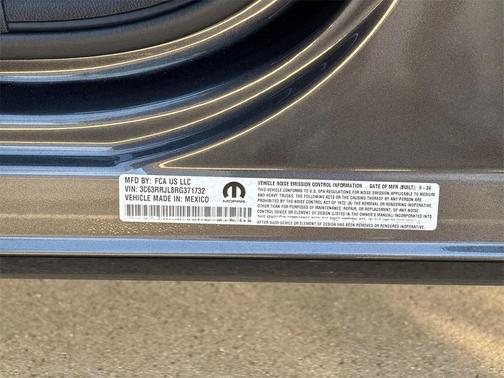 MFD BY: FCA US LLC
VIN: 3C63RRJL8RG371732
VEHICLE MADE IN: MEXICO
MOPAR
VEHICLE NOISE EMISSION CONTROL INFORMATION DATE OF MFR (BUILT): 9 - 24
THIS VEHICLE CONFORMS TO U.S. EPA REGULATIONS FOR NOISE EMISSION APPLICABLE TO MEDIUM
AND HEAVY TRUCKS. THE FOLLOWING ACTS OR CAUSING THEREOF BY ANY PERSON ARE
PROHIBITED BY THE NOISE CONTROL ACT OF 1972: (A) THE REMOVAL OR RENDERING INOPERATIVE,
OTHER THAN FOR PURPOSES OF MAINTENANCE, REPAIR, OR REPLACEMENT, OF ANY NOISE
CONTROL DEVICE OR ELEMENT OF DESIGN (LISTED IN THE OWNER'S MANUAL)
SUCH DEVICE OR ELEMENT OF DESIGN HAS BEEN REMOVED OR RENDERED INOPERATIVE.